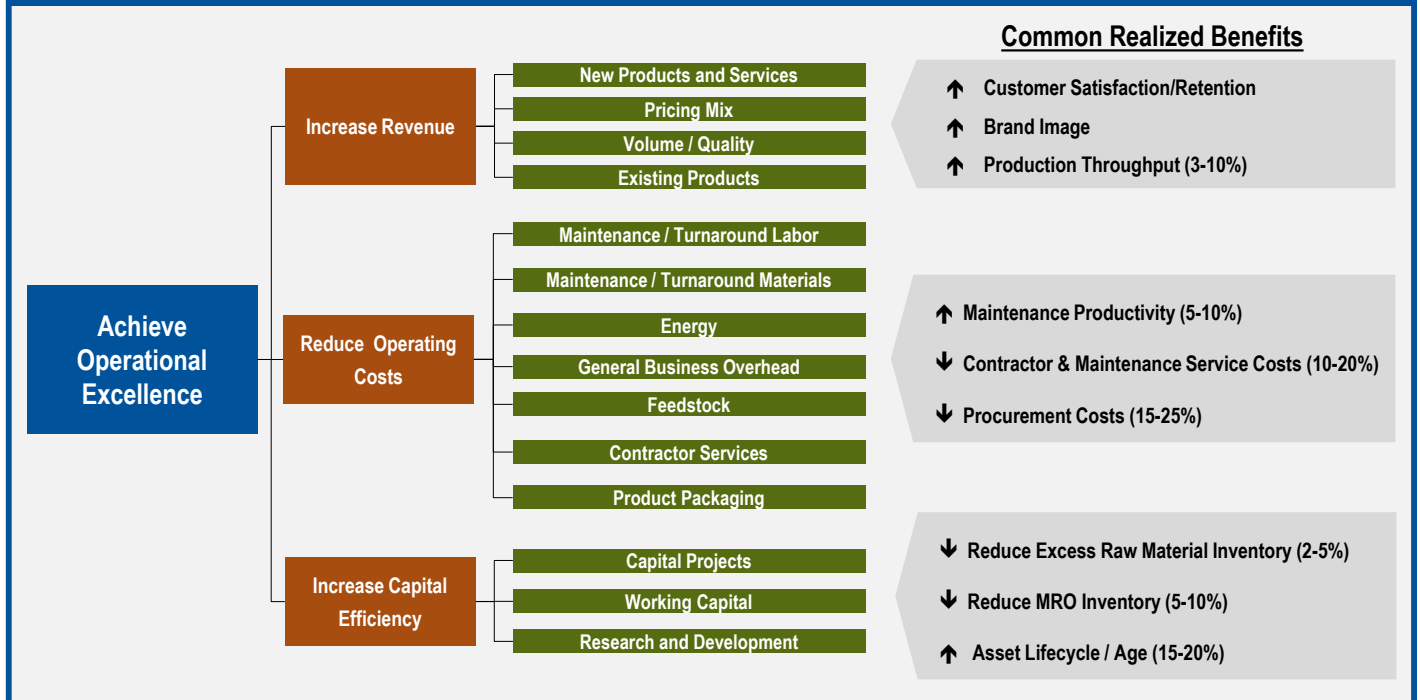 Common Realized Benefits
Achieve
Operational
Excellence
Increase Revenue
New Products and Services
Pricing Mix
Volume / Quality
Existing Products
↑ Customer Satisfaction/Retention
↑ Brand Image
↑ Production Throughput (3-10%)
Reduce Operating
Costs
Maintenance / Turnaround Labor
Maintenance / Turnaround Materials
Energy
General Business Overhead
Feedstock
Contractor Services
Product Packaging
↑ Maintenance Productivity (5-10%)
↓ Contractor & Maintenance Service Costs (10-20%)
↓ Procurement Costs (15-25%)
Increase Capital
Efficiency
Capital Projects
Working Capital
Research and Development
↓ Reduce Excess Raw Material Inventory (2-5%)
↓ Reduce MRO Inventory (5-10%)
↑ Asset Lifecycle / Age (15-20%)